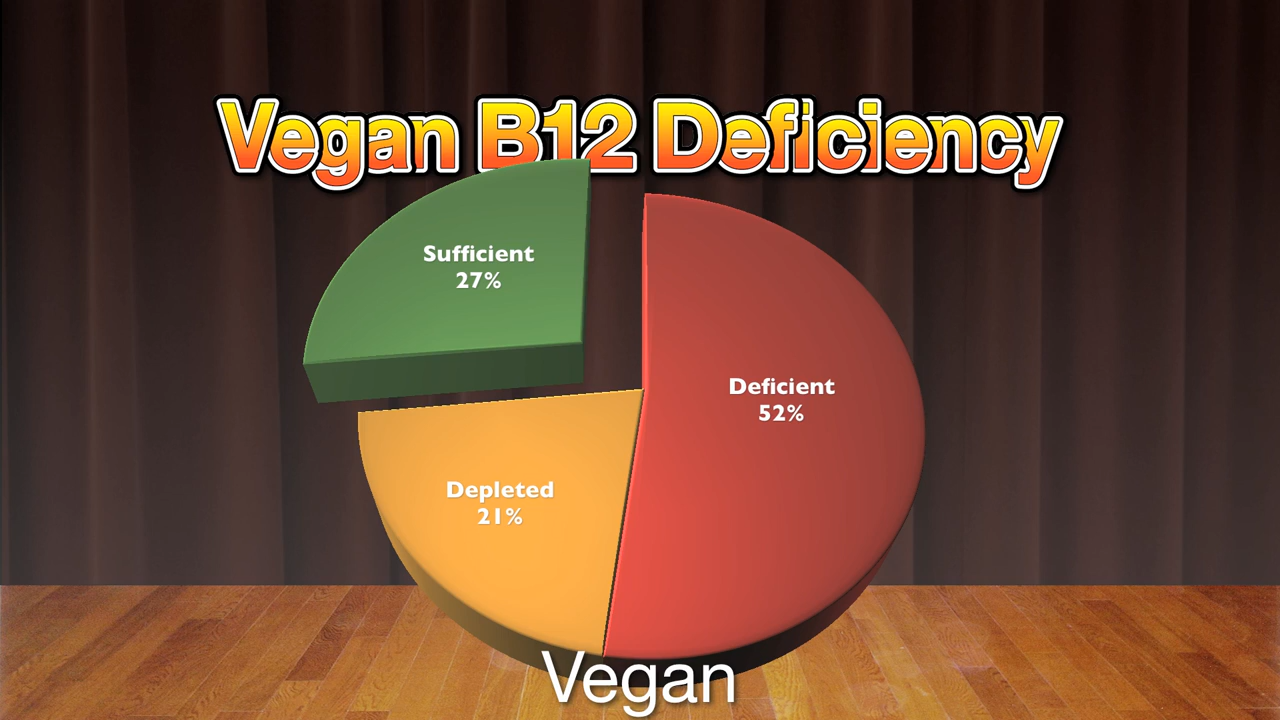 Vegan B12 Deficiency
Sufficient
27%
Deficient
52%
Depleted
21%
Vegan